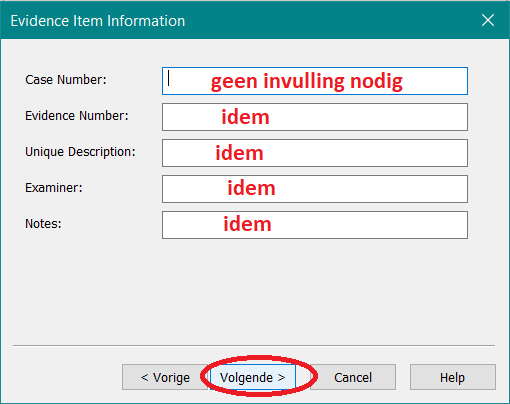 Evidence Item Information
Case Number: geen invulling nodig
Evidence Number: idem
Unique Description: idem
Examiner: idem
Notes: idem
< Vorige Volgende > Cancel Help